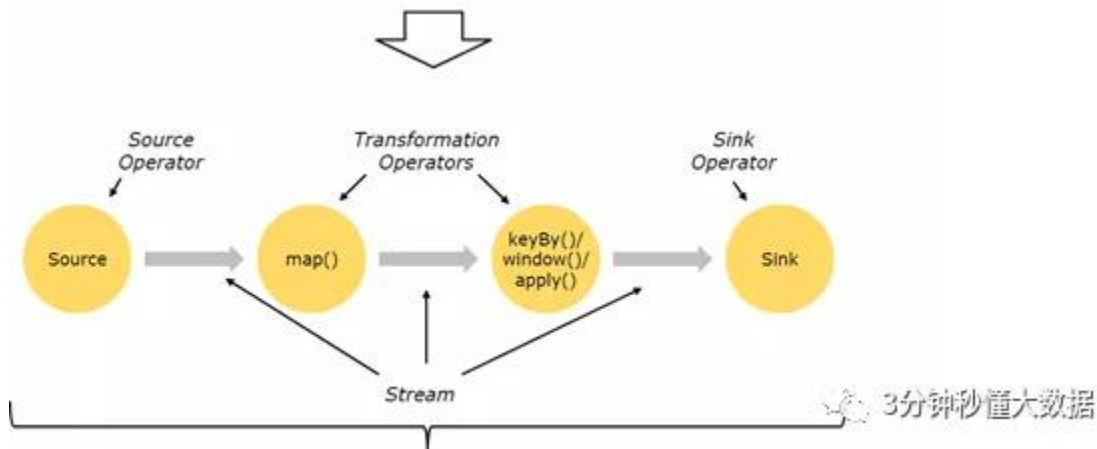 Source
Operator
Transformation
Operators
Sink
Operator
Source
map()
keyBy()/
window()/
apply()
Sink
Stream
3分钟秒懂大数据